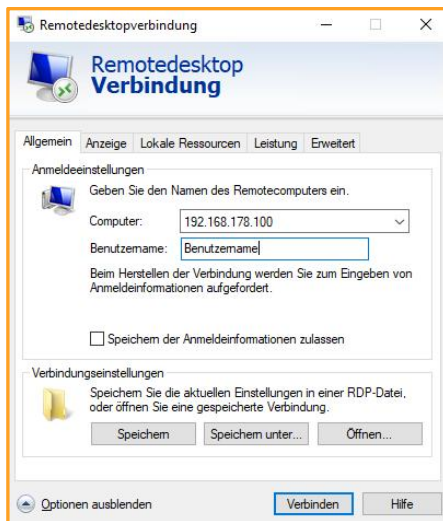 Remotedesktopverbindung
Remotedesktop
Verbindung
Allgemein Anzeige Lokale Ressourcen Leistung Erweitert
Anmeldeeinstellungen
Geben Sie den Namen des Remotecomputers ein.
Computer: 192.168.178.100
Benutzername: Benutzername
Beim Herstellen der Verbindung werden Sie zum Eingeben von
Anmeldeinformationen aufgefordert.
Speichern der Anmeldeinformationen zulassen
Verbindungseinstellungen
Speichern Sie die aktuellen Einstellungen in einer RDP-Datei,
oder öffnen Sie eine gespeicherte Verbindung.
Speichern Speichern unter... Öffnen...
Optionen ausblenden Verbinden Hilfe